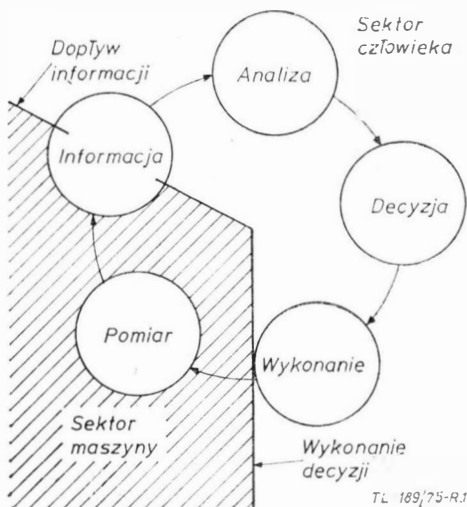 Dopływ
informacji
Sektor
człowieka
Analiza
Informacja
Decyzja
Pomiar
Wykonanie
Sektor
maszyny
Wykonanie
decyzji
TL 189/75-R.1